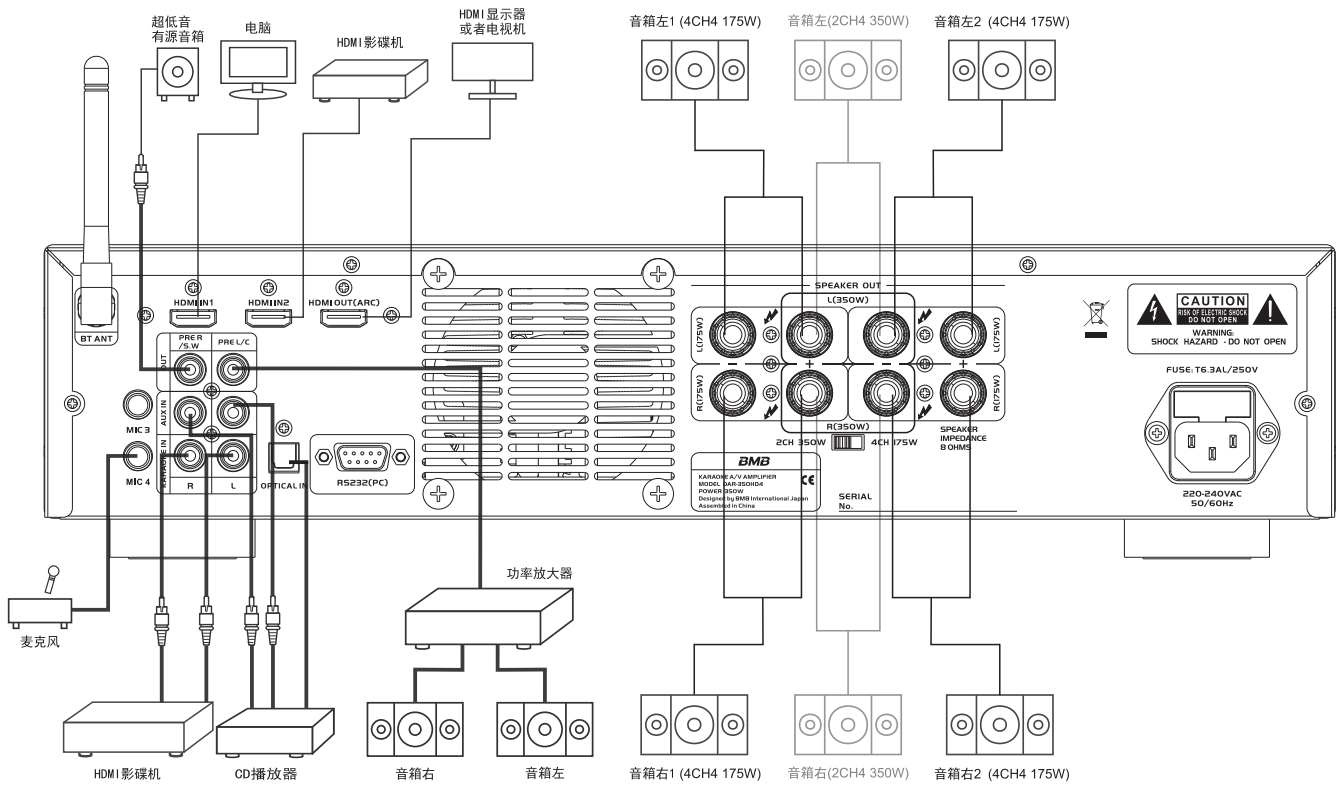 超低音
有源音箱
电脑
HDMI影碟机
HDMI显示器
或者电视机
音箱左1 (4CH4 175W)
音箱左(2CH4 350W)
音箱左2 (4CH4 175W)
BT ANT
HDMI IN1
HDMI IN2
HDMI OUT(ARC)
PRE R
/S.W
PRE L/C
OUT
AUX IN
KARAOKE IN
R
L
MIC 3
MIC 4
OPTICAL IN
RS232(PC)
SPEAKER OUT
L(350W)
L(175W)
L(175W)
R(175W)
R(175W)
R(350W)
2CH 350W
4CH 175W
SPEAKER
IMPEDANCE
8 OHMS
BMB
KARAOKE A/V AMPLIFIER
MODEL DAR-350HD4
POWER 350W
Designed by BMB International Japan
Assembled in China
CE
SERIAL
No.
CAUTION
RISK OF ELECTRIC SHOCK
DO NOT OPEN
WARNING:
SHOCK HAZARD - DO NOT OPEN
FUSE: T6.3AL/250V
220-240VAC
50/60Hz
麦克风
功率放大器
HDMI影碟机
CD播放器
音箱右
音箱左
音箱右1 (4CH4 175W)
音箱右(2CH4 350W)
音箱右2 (4CH4 175W)